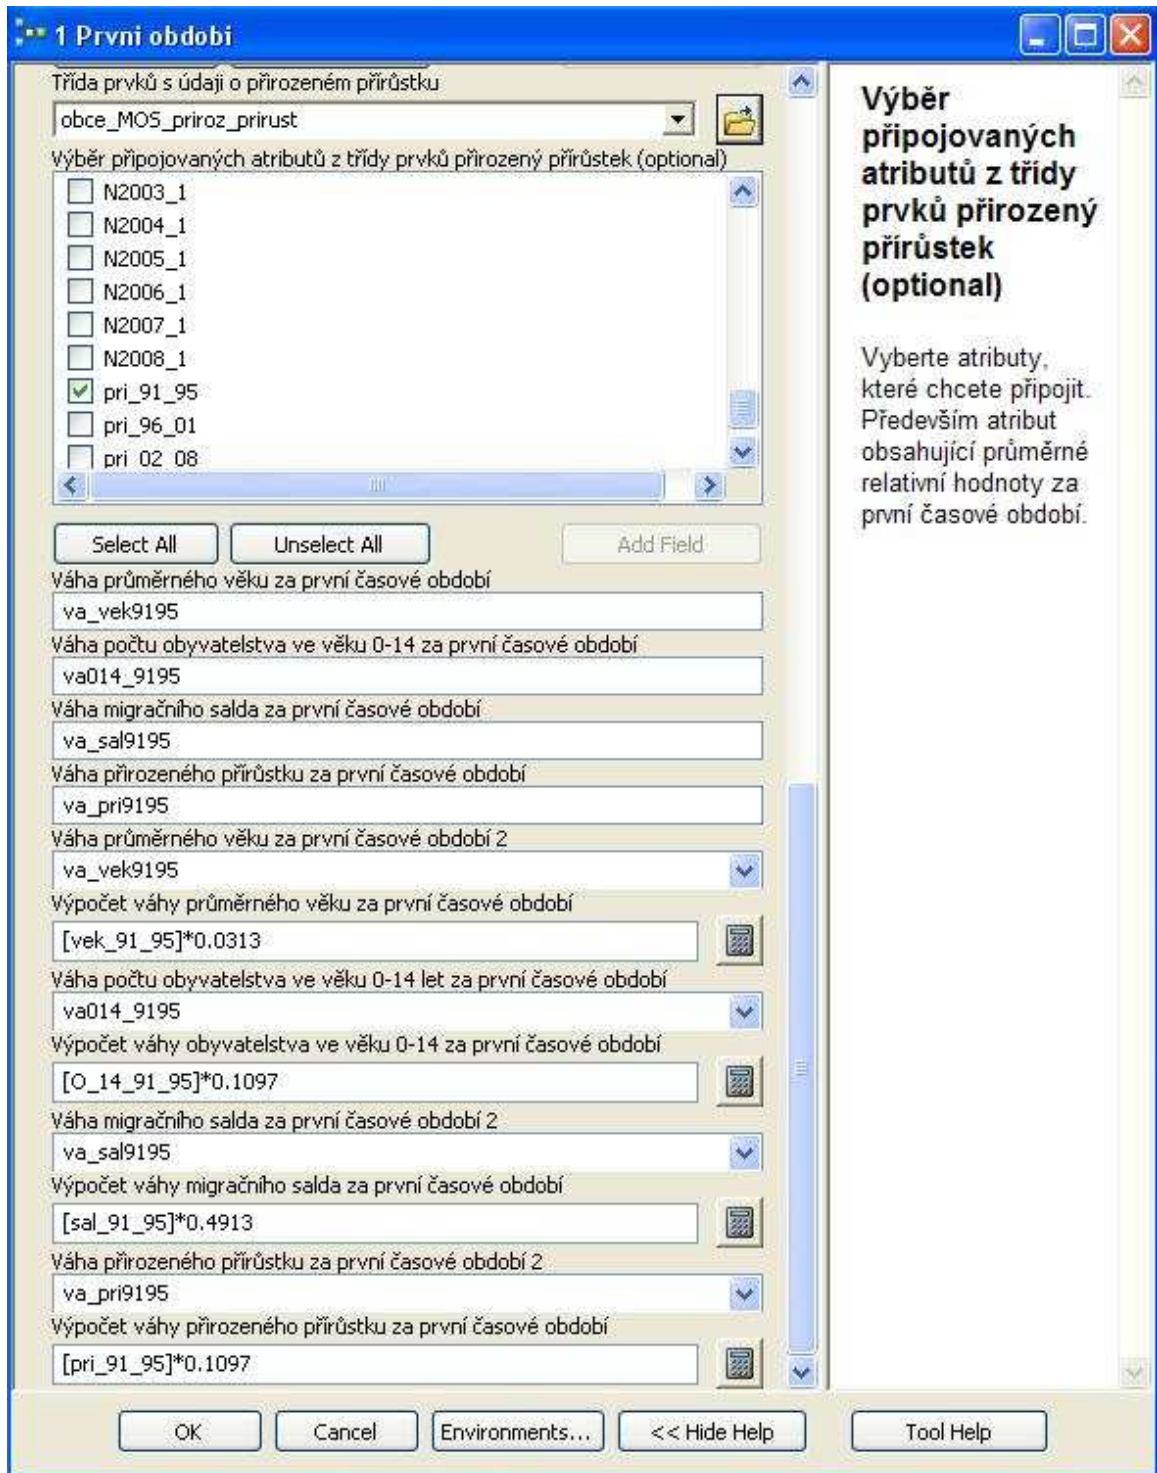 1 Prvni obdobi
Třída prvků s údaji o přirozeném přírůstku
obce_MOS_priroz_prirust
Výběr připojovaných atributů z třídy prvků přirozený přírůstek (optional)
N2003_1
N2004_1
N2005_1
N2006_1
N2007_1
N2008_1
pri_91_95
pri_96_01
pri_02_08
Select All
Unselect All
Add Field
Váha průměrného věku za první časové období
va_vek9195
Váha počtu obyvatelstva ve věku 0-14 za první časové období
va014_9195
Váha migračního salda za první časové období
va_sal9195
Váha přirozeného přírůstku za první časové období
va_pri9195
Váha průměrného věku za první časové období 2
va_vek9195
Výpočet váhy průměrného věku za první časové období
[vek_91_95]*0.0313
Váha počtu obyvatelstva ve věku 0-14 let za první časové období
va014_9195
Výpočet váhy obyvatelstva ve věku 0-14 za první časové období
[O_14_91_95]*0.1097
Váha migračního salda za první časové období 2
va_sal9195
Výpočet váhy migračního salda za první časové období
[sal_91_95]*0.4913
Váha přirozeného přírůstku za první časové období 2
va_pri9195
Výpočet váhy přirozeného přírůstku za první časové období
[pri_91_95]*0.1097
Výběr
připojovaných
atributů z třídy
prvků přirozený
přírůstek
(optional)
Vyberte atributy,
které chcete připojit.
Především atribut
obsahující průměrné
relativní hodnoty za
první časové období.
OK
Cancel
Environments...
<< Hide Help
Tool Help